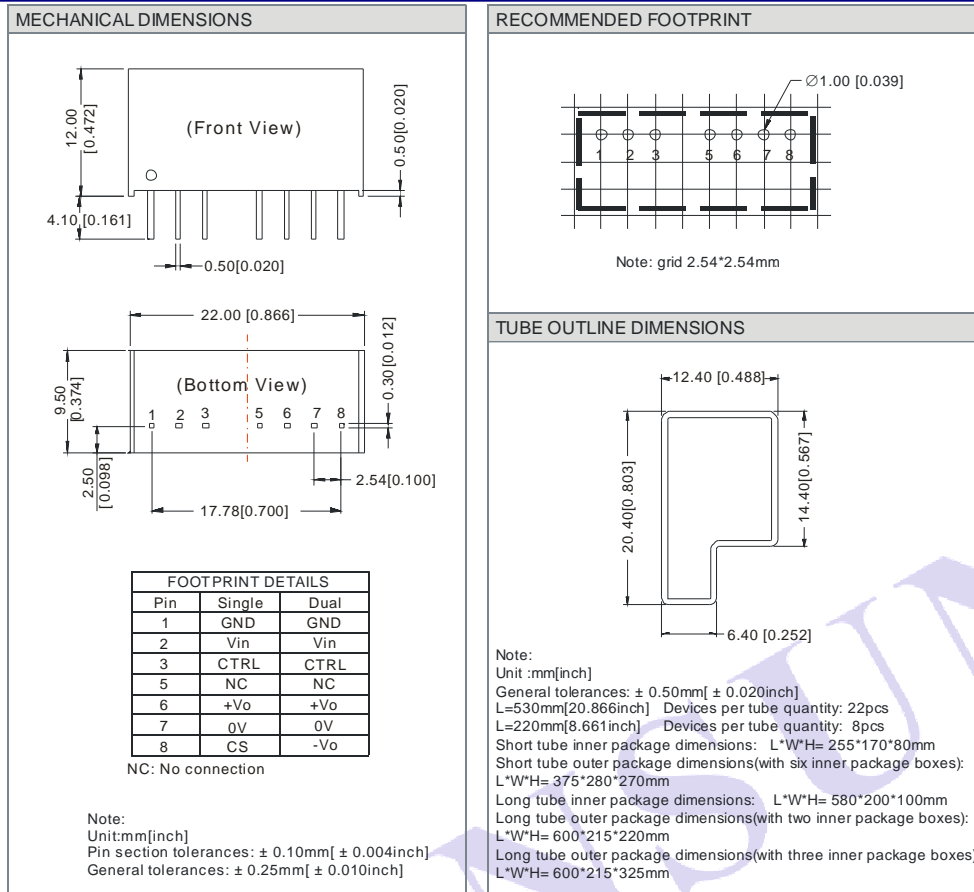 MECHANICAL DIMENSIONS
12.00
[0.472]
(Front View)
0.50[0.020]
4.10 [0.161]
0.50[0.020]
22.00 [0.866]
9.50
[0.374]
(Bottom View)
0.30[0.012]
1 2 3 5 6 7 8
2.50
[0.098]
2.54[0.100]
17.78[0.700]
FOOTPRINT DETAILS
Pin Single Dual
1 GND GND
2 Vin Vin
3 CTRL CTRL
5 NC NC
6 +Vo +Vo
7 0V 0V
8 CS -Vo
NC: No connection
Note:
Unit:mm[inch]
Pin section tolerances: ± 0.10mm[ ± 0.004inch]
General tolerances: ± 0.25mm[ ± 0.010inch]
RECOMMENDED FOOTPRINT
∅1.00 [0.039]
1 2 3 5 6 7 8
Note: grid 2.54*2.54mm
TUBE OUTLINE DIMENSIONS
12.40 [0.488]
20.40[0.803]
14.40[0.567]
6.40 [0.252]
Note:
Unit :mm[inch]
General tolerances: ± 0.50mm[ ± 0.020inch]
L=530mm[20.866inch] Devices per tube quantity: 22pcs
L=220mm[8.661inch] Devices per tube quantity: 8pcs
Short tube inner package dimensions: L*W*H= 255*170*80mm
Short tube outer package dimensions(with six inner package boxes):
L*W*H= 375*280*270mm
Long tube inner package dimensions: L*W*H= 580*200*100mm
Long tube outer package dimensions(with two inner package boxes):
L*W*H= 600*215*220mm
Long tube outer package dimensions(with three inner package boxes)
L*W*H= 600*215*325mm